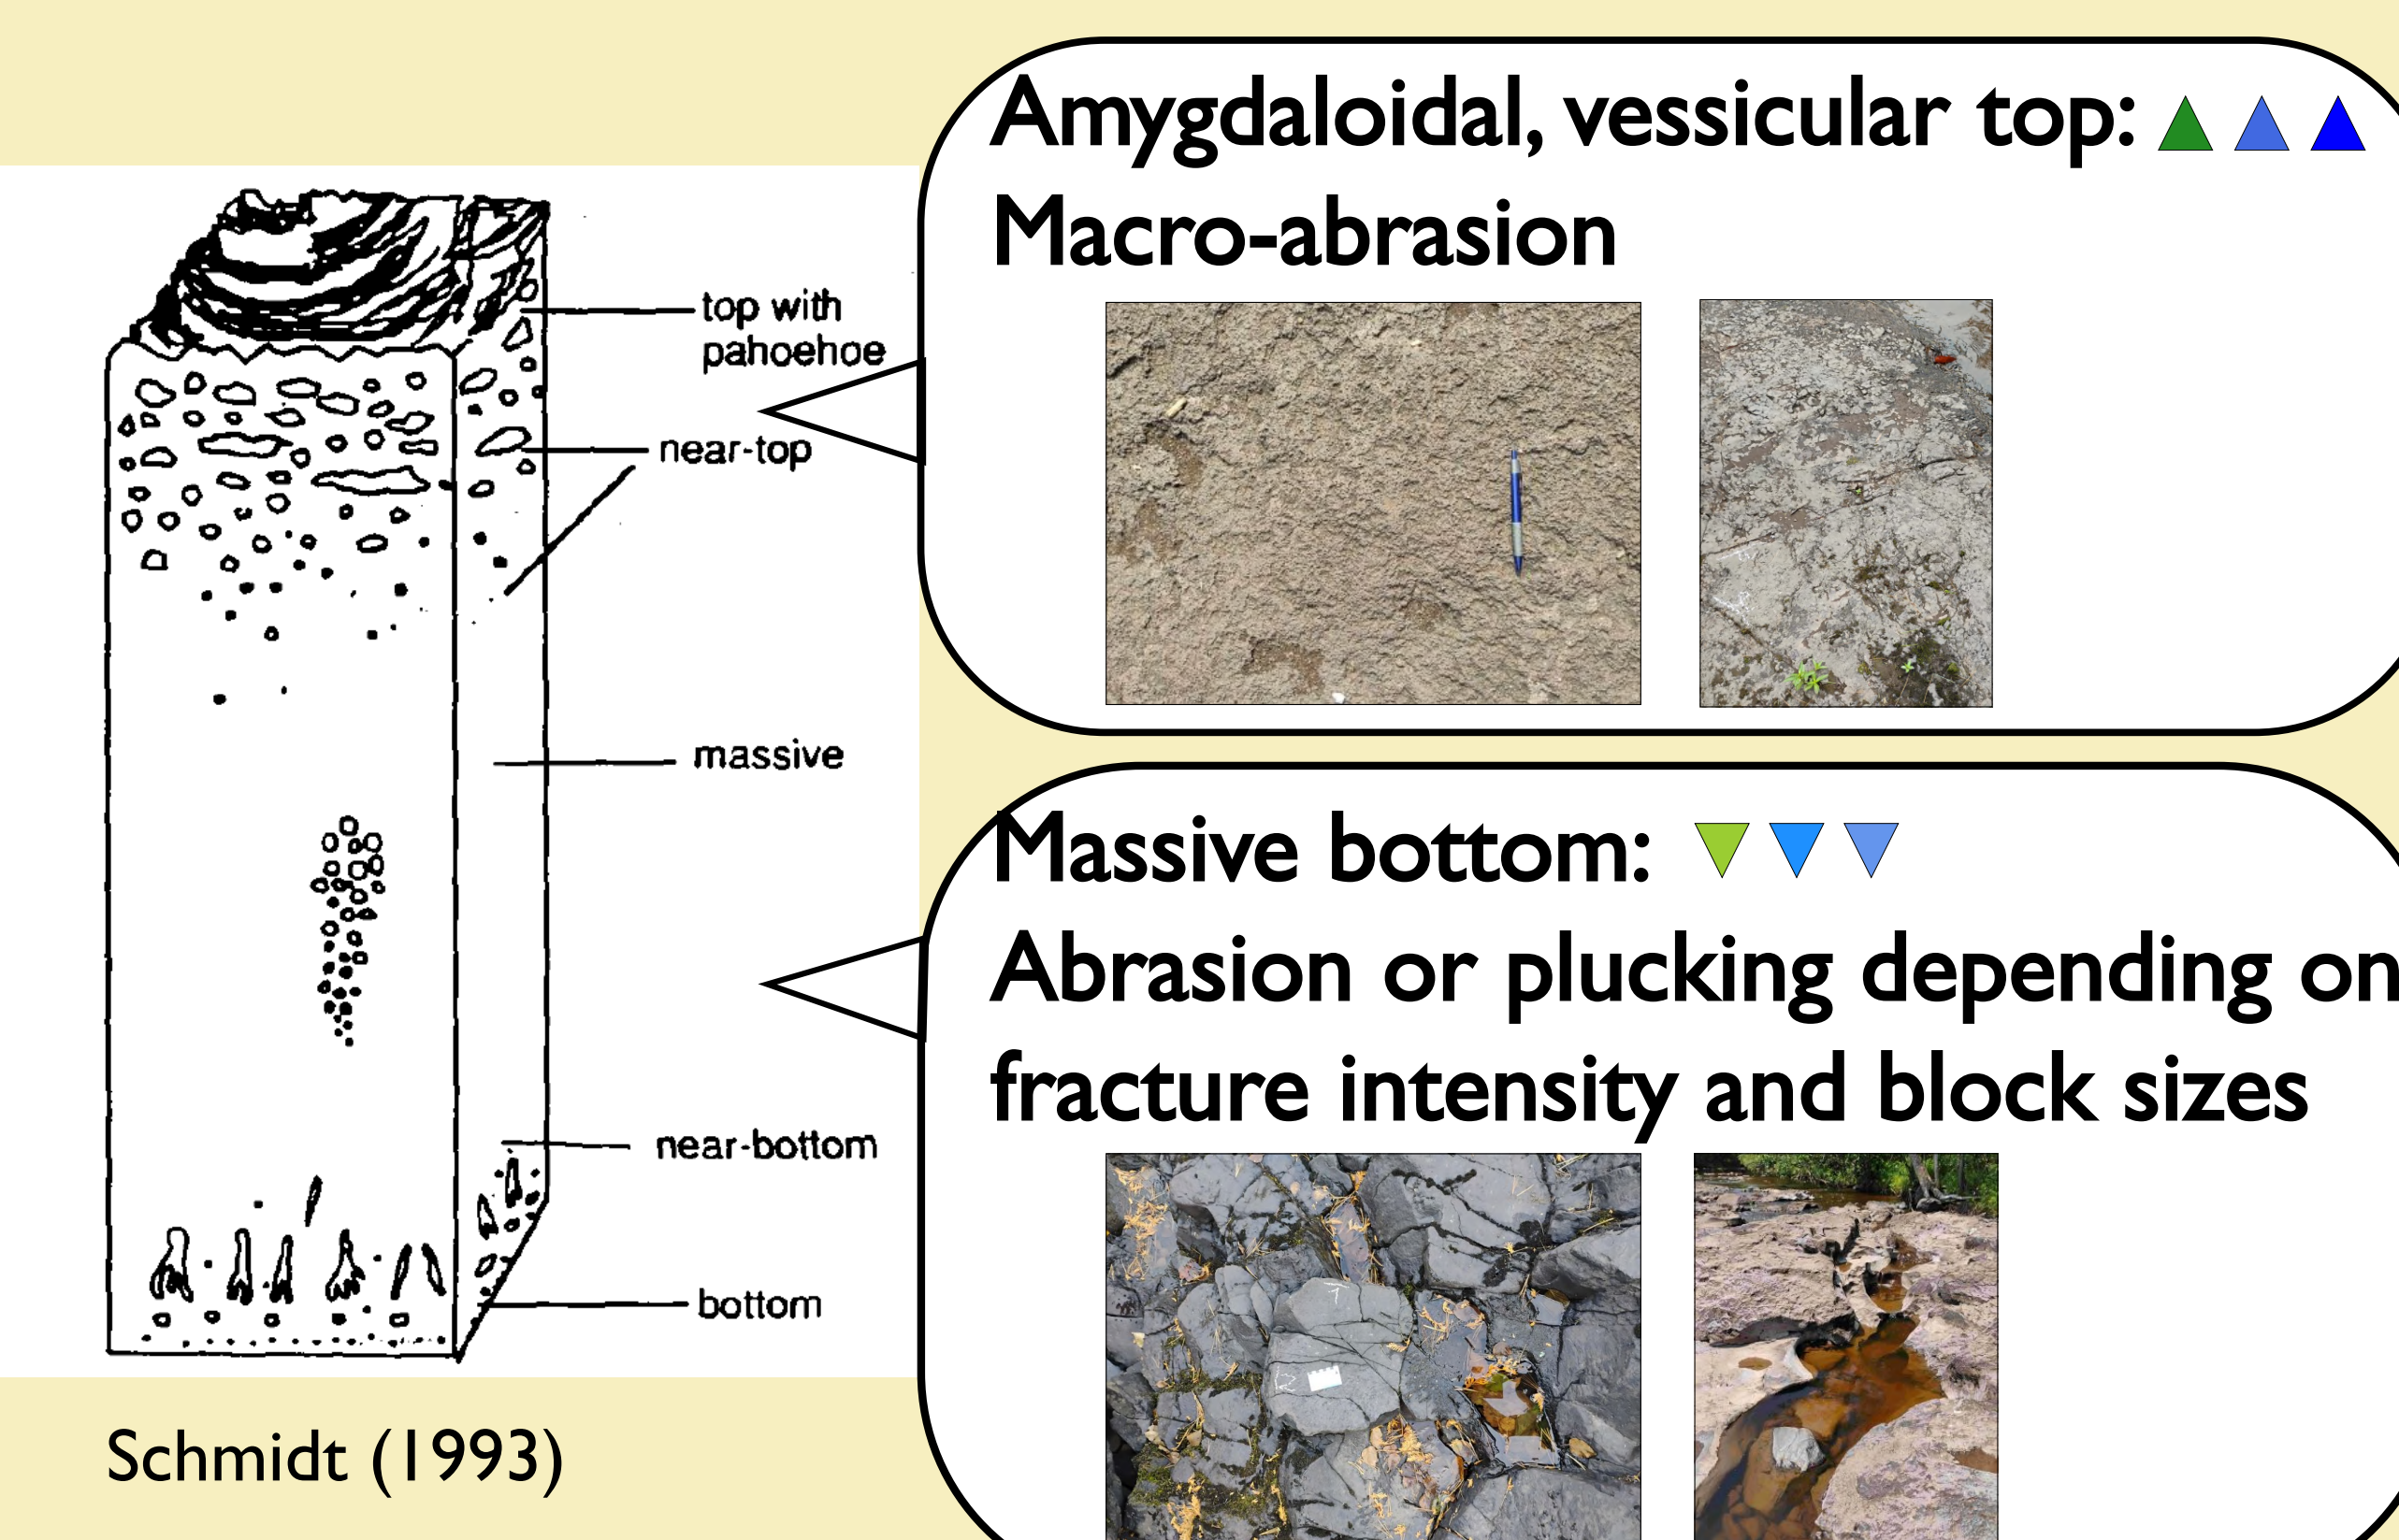 Amygdaloidal, vessicular top:
Macro-abrasion
top with
pahoehoe
near-top
massive
near-bottom
bottom
Schmidt (1993)
Massive bottom:
Abrasion or plucking depending on
fracture intensity and block sizes